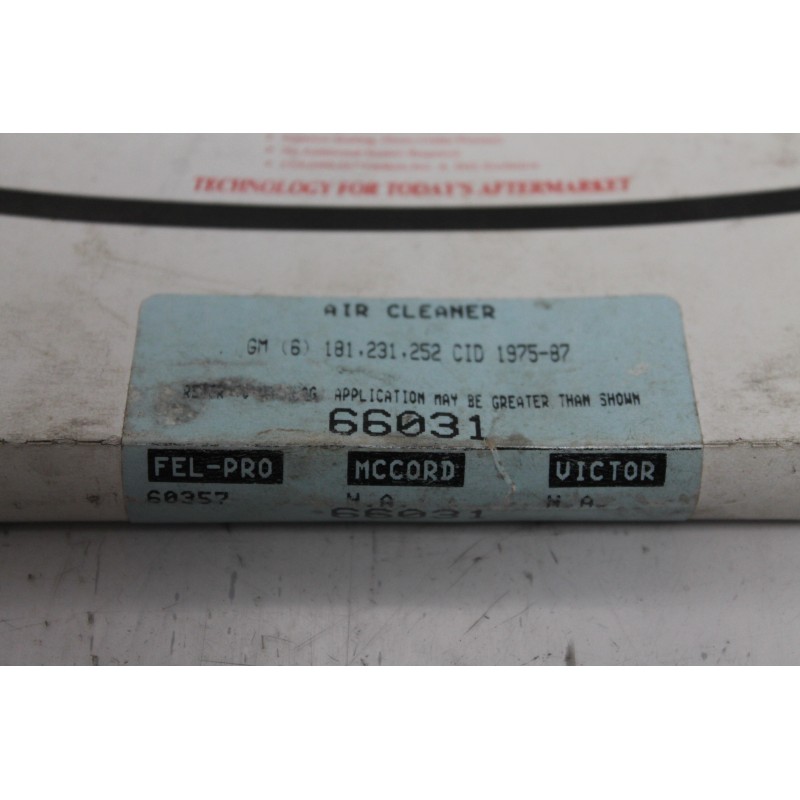 TECHNOLOGY FOR TODAY'S AFTERMARKET
AIR CLEANER
GM (6) 181.231.252 CID 1975-87
APPLICATION MAY BE GREATER THAN SHOWN
66031
FEL-PRO MCCORD VICTOR
60357 N.A. N.A.
66031